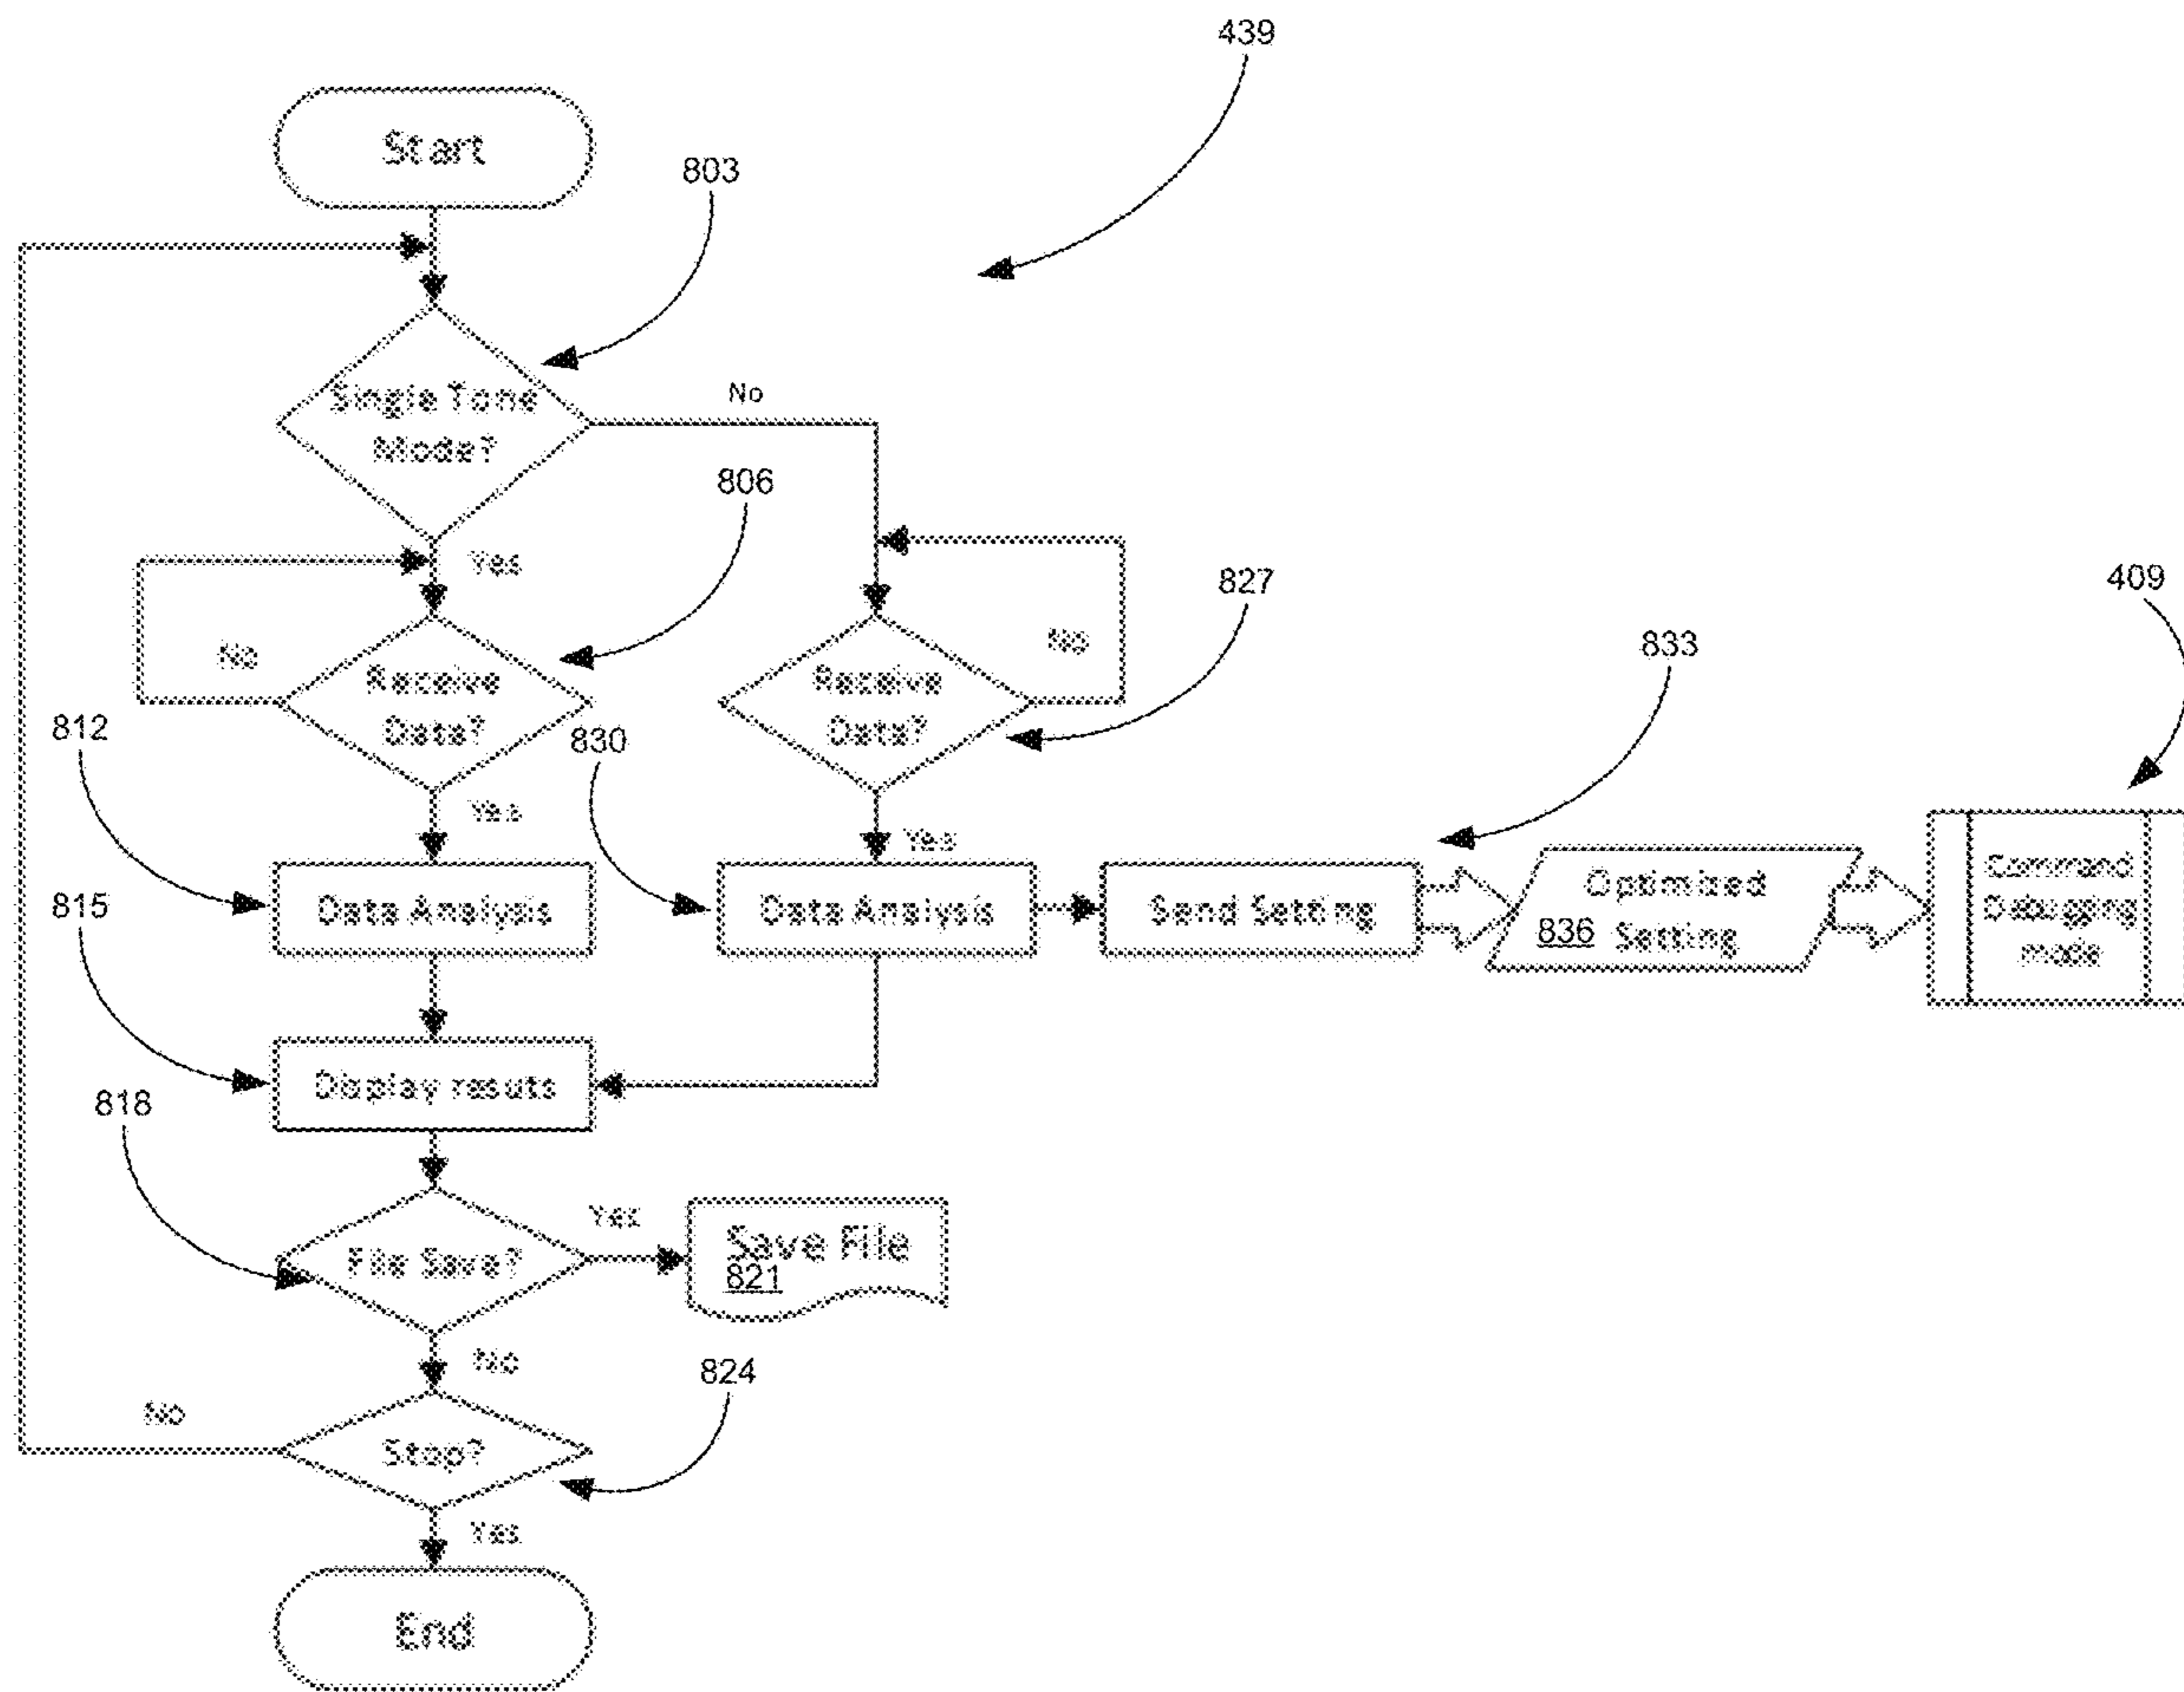 439
Start
803
Single Tone
Mode?
No
806
Yes
No
Receive
Data?
827
No
Receive
Data?
833
409
812
830
Yes
Yes
815
Data Analysis
Data Analysis
Send Setting
Optimized
836 Setting
Command
Debugging
mode
Display resuts
818
File Save?
Yes
Save File
821
No
824
No
Stop?
Yes
End